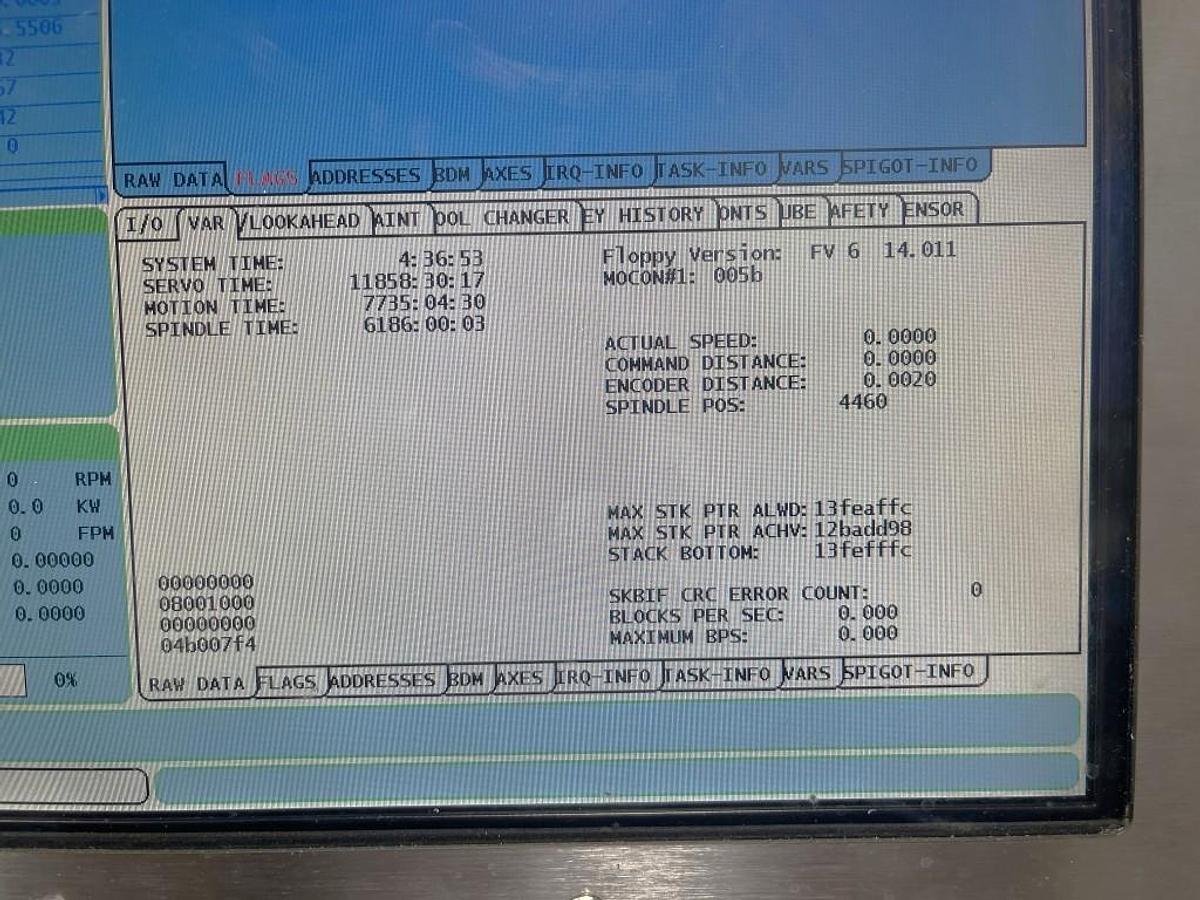 5506
0
RAW DATA FLAGS ADDRESSES BDM AXES IRQ-INFO TASK-INFO VARS SPIGOT-INFO
I/O VAR /LOOKAHEAD AINT OOL CHANGER EY HISTORY ONTS UBE AFETY ENSOR
SYSTEM TIME: 4:36:53
SERVO TIME: 11858:30:17
MOTION TIME: 7735:04:30
SPINDLE TIME: 6186:00:03
Floppy Version: FV 6 14.011
MOCON#1: 005b
ACTUAL SPEED: 0.0000
COMMAND DISTANCE: 0.0000
ENCODER DISTANCE: 0.0020
SPINDLE POS: 4460
0 RPM
0.0 KW
0 FPM
0.00000
0.0000
0.0000
0%
MAX STK PTR ALWD: 13feaffc
MAX STK PTR ACHV: 12badd98
STACK BOTTOM: 13fefffc
00000000
08001000
00000000
04b007f4
SKBIF CRC ERROR COUNT: 0
BLOCKS PER SEC: 0.000
MAXIMUM BPS: 0.000
RAW DATA FLAGS ADDRESSES BDM AXES IRQ-INFO TASK-INFO VARS SPIGOT-INFO